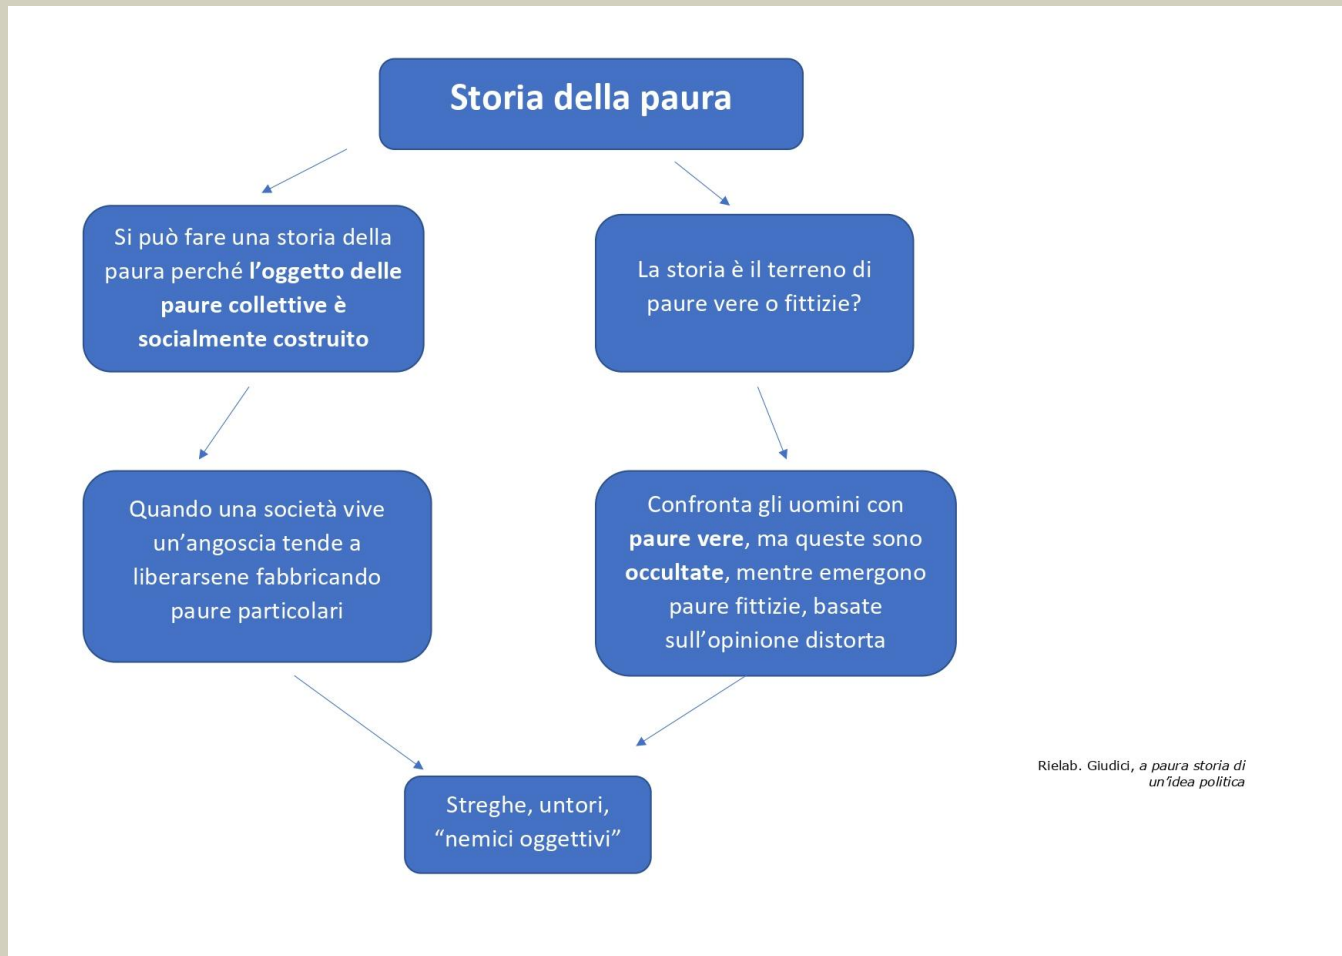 Storia della paura
Si può fare una storia della
paura perché l’oggetto delle
paure collettive è
socialmente costruito
La storia è il terreno di
paure vere o fittizie?
Quando una società vive
un’angoscia tende a
liberarsene fabbricando
paure particolari
Confronta gli uomini con
paure vere, ma queste sono
occultate, mentre emergono
paure fittizie, basate
sull’opinione distorta
Streghe, untori,
“nemici oggettivi”
Rielab. Giudici, a paura storia di
un’idea politica